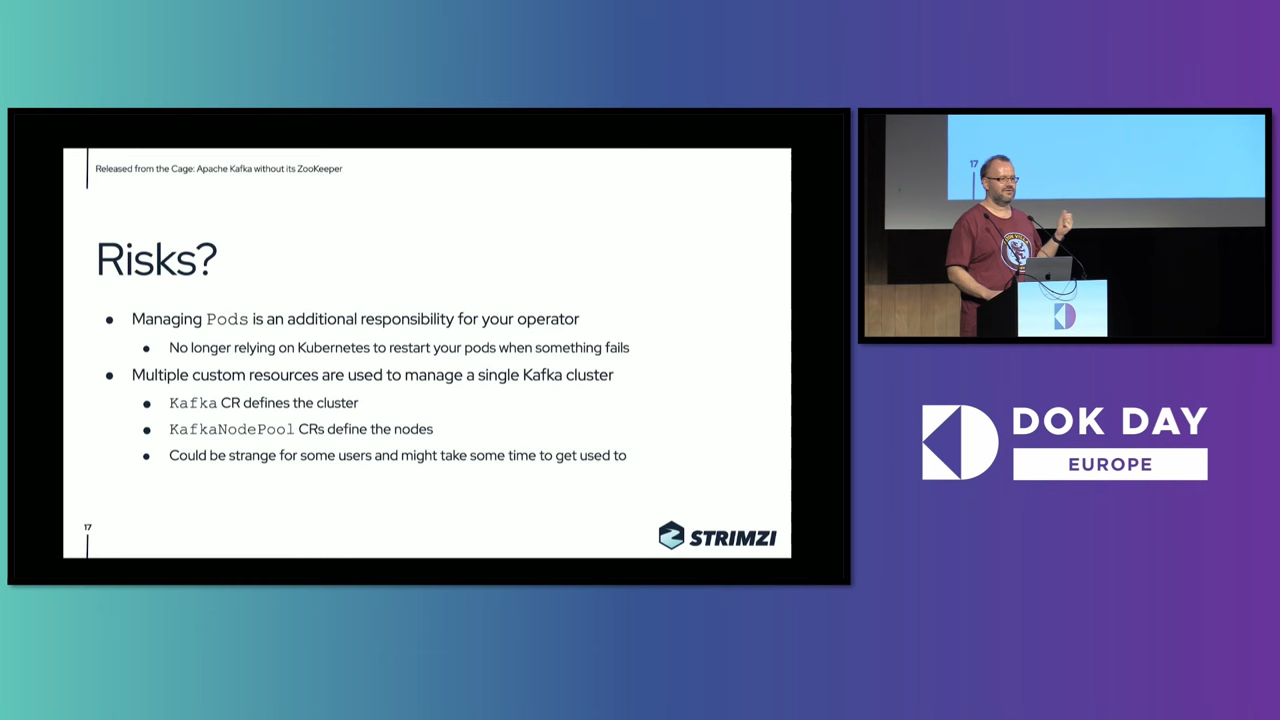 Released from the Cage: Apache Kafka without its ZooKeeper
Risks?
Managing Pods is an additional responsibility for your operator
No longer relying on Kubernetes to restart your pods when something fails
Multiple custom resources are used to manage a single Kafka cluster
Kafka CR defines the cluster
KafkaNodePool CRs define the nodes
Could be strange for some users and might take some time to get used to
17
STRIMZI
17
DOK DAY
EUROPE